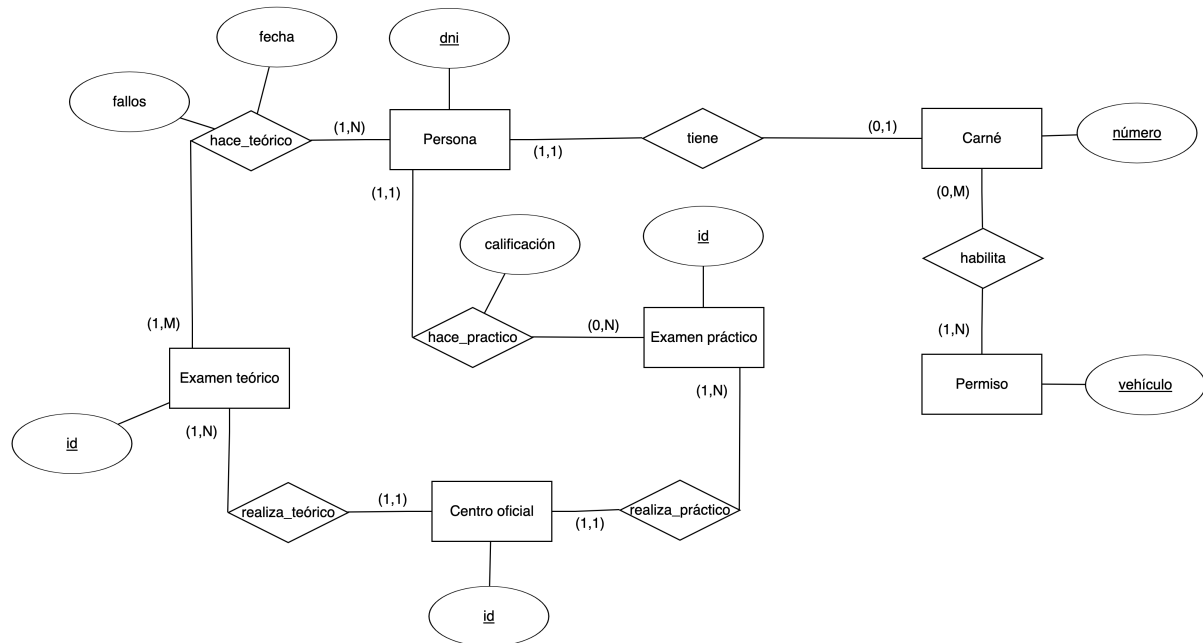 fecha
dni
fallos
hace_teórico
(1,N)
Persona
(1,1)
tiene
(0,1)
Carné
número
(1,1)
(0,M)
calificación
id
habilita
(1,M)
hace_practico
(0,N)
Examen práctico
(1,N)
Examen teórico
(1,N)
Permiso
vehículo
id
(1,N)
realiza_teórico
(1,1)
Centro oficial
(1,1)
realiza_práctico
id